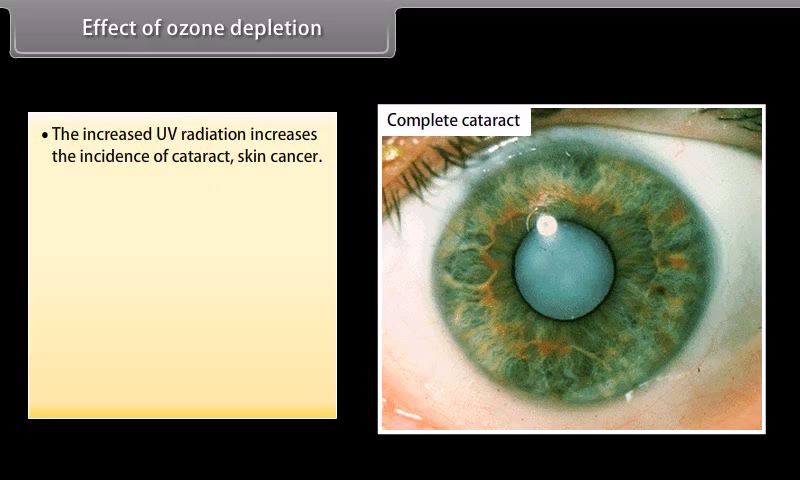 Effect of ozone depletion
• The increased UV radiation increases
the incidence of cataract, skin cancer.
Complete cataract